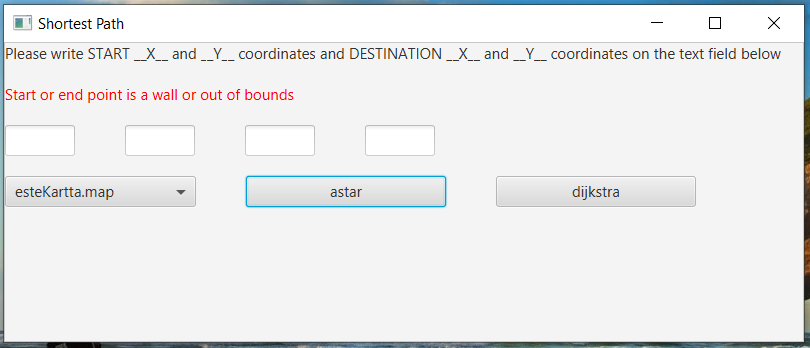 Shortest Path
Please write START __X__ and __Y__ coordinates and DESTINATION __X__ and __Y__ coordinates on the text field below
Start or end point is a wall or out of bounds
esteKartta.map astar dijkstra